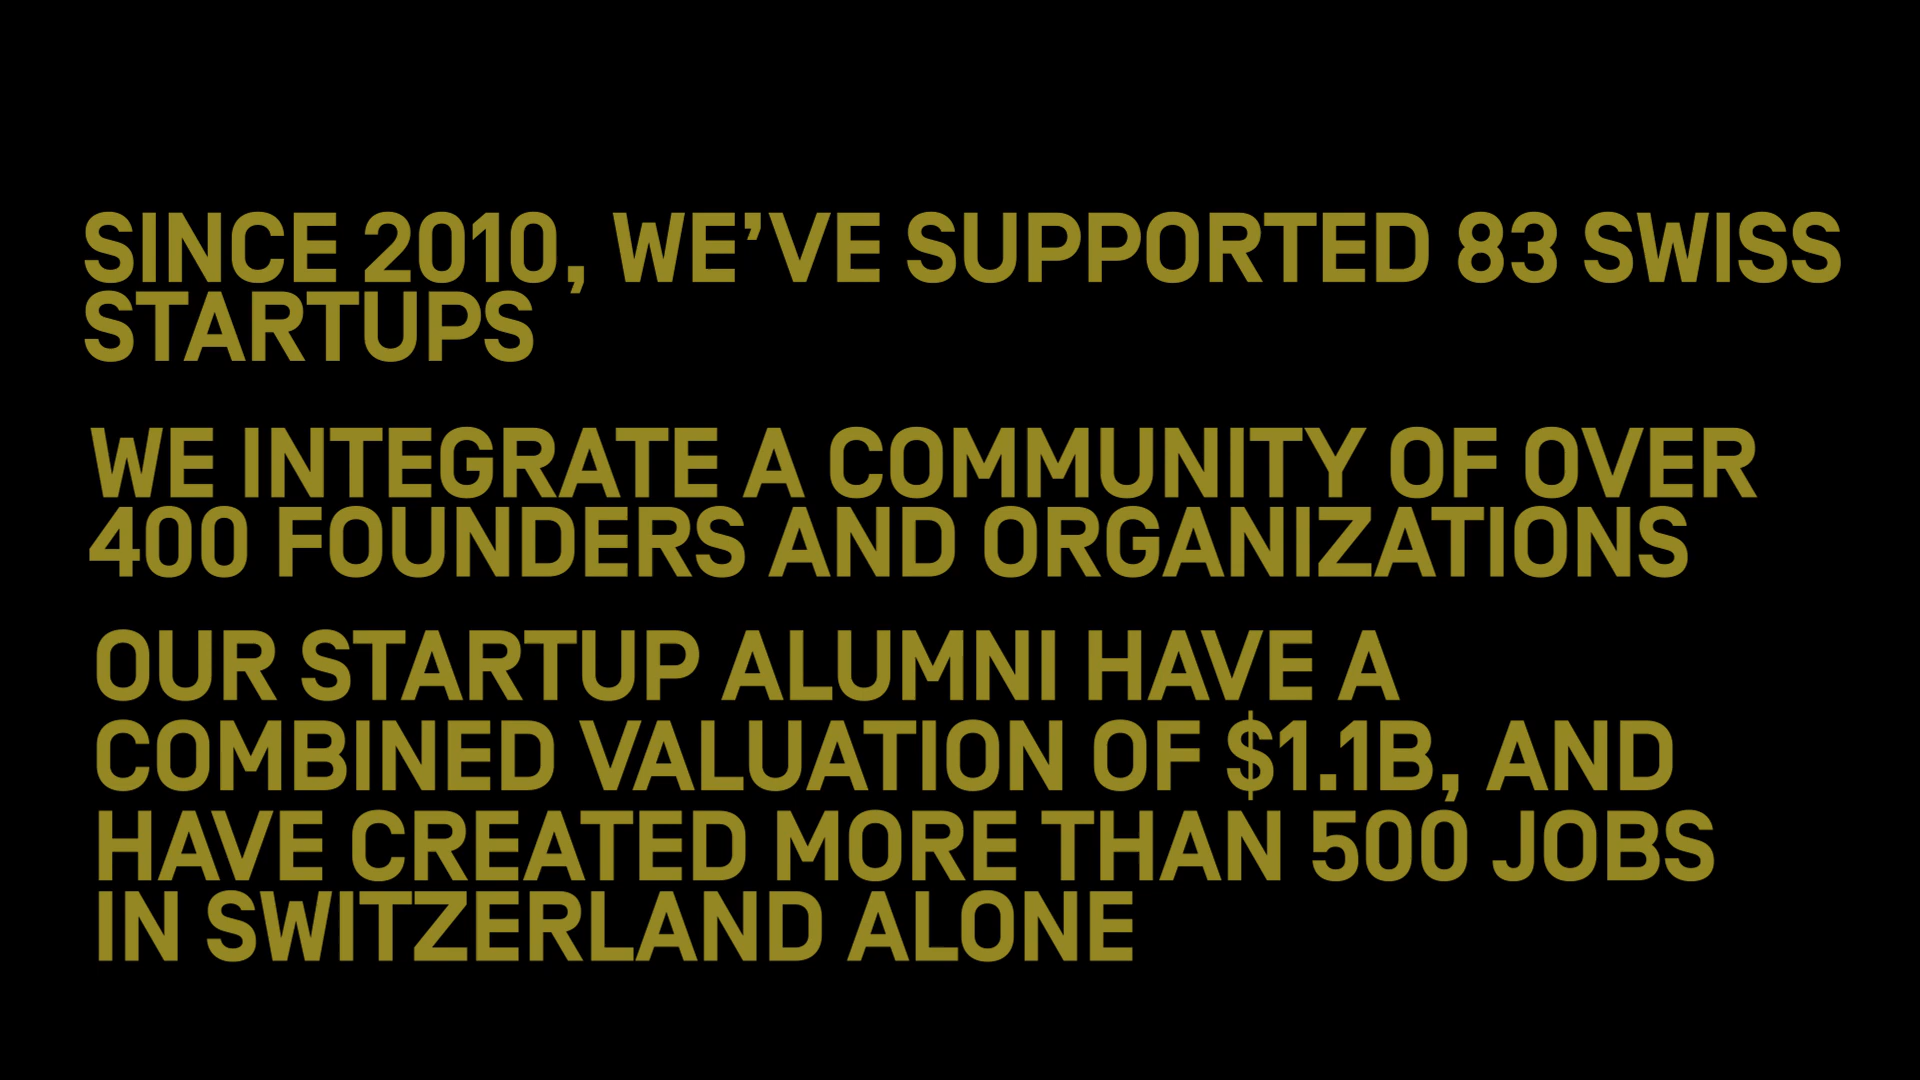 SINCE 2010, WE’VE SUPPORTED 83 SWISS
STARTUPS
WE INTEGRATE A COMMUNITY OF OVER
400 FOUNDERS AND ORGANIZATIONS
OUR STARTUP ALUMNI HAVE A
COMBINED VALUATION OF $1.1B, AND
HAVE CREATED MORE THAN 500 JOBS
IN SWITZERLAND ALONE